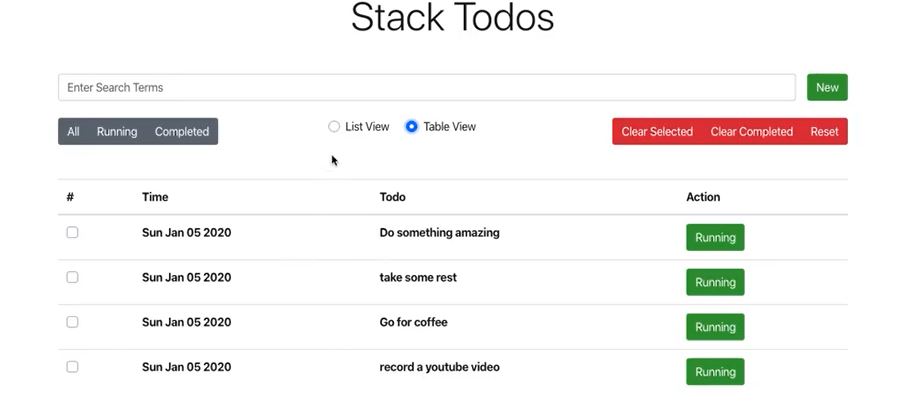 Stack Todos
Enter Search Terms New
All Running Completed List View Table View Clear Selected Clear Completed Reset
# Time Todo Action
Sun Jan 05 2020 Do something amazing Running
Sun Jan 05 2020 take some rest Running
Sun Jan 05 2020 Go for coffee Running
Sun Jan 05 2020 record a youtube video Running